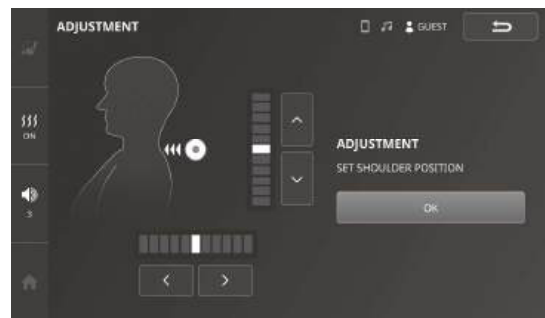 ADJUSTMENT
GUEST
ON
ADJUSTMENT
SET SHOULDER POSITION
OK
3